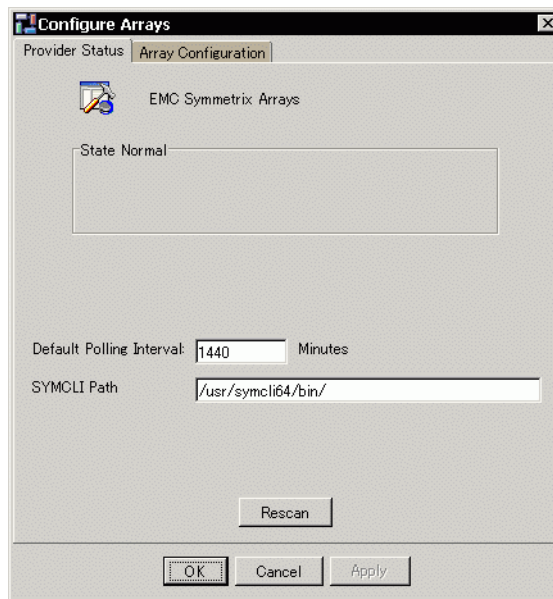 Configure Arrays
Provider Status Array Configuration
EMC Symmetrix Arrays
State Normal
Default Polling Interval: 1440 Minutes
SYMCLI Path /usr/symcli64/bin/
Rescan
OK Cancel Apply